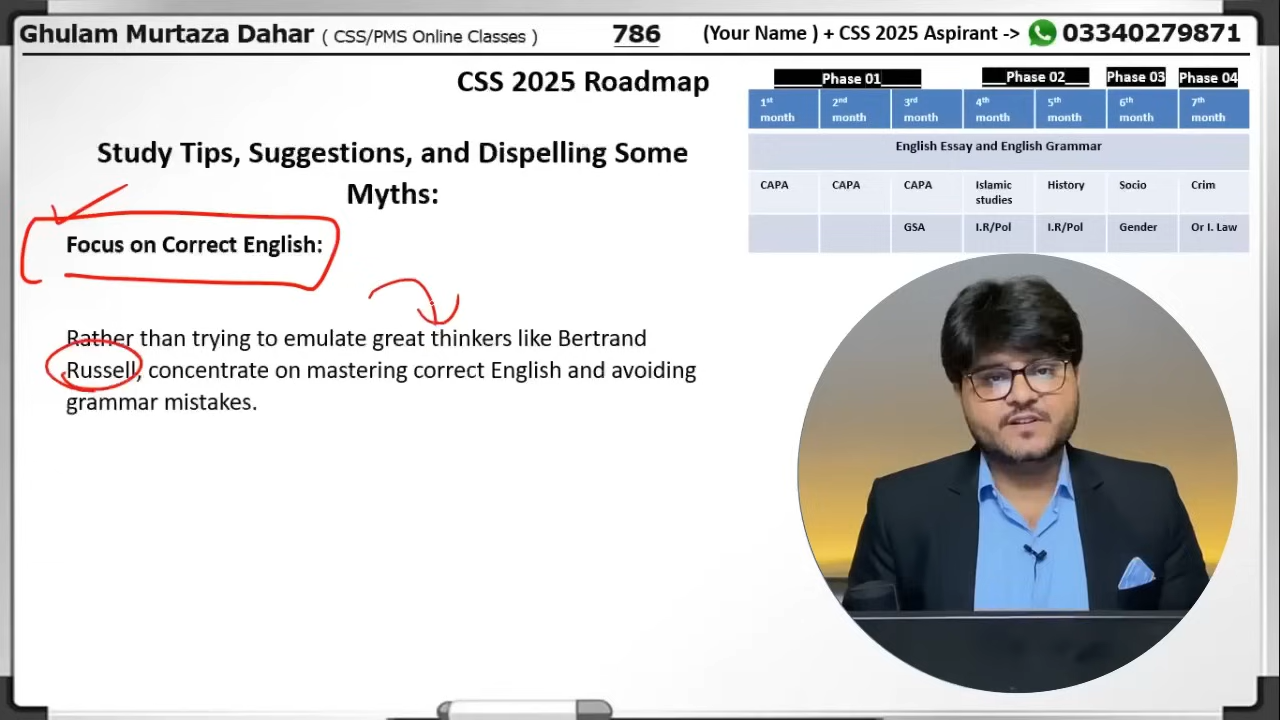 Ghulam Murtaza Dahar ( CSS/PMS Online Classes ) 786 (Your Name ) + CSS 2025 Aspirant -> 03340279871
CSS 2025 Roadmap
Phase 01 Phase 02 Phase 03 Phase 04
1st month 2nd month 3rd month 4th month 5th month 6th month 7th month
English Essay and English Grammar
CAPA CAPA CAPA Islamic studies History Socio Crim
GSA I.R/Pol I.R/Pol Gender Or I. Law
Study Tips, Suggestions, and Dispelling Some
Myths:
Focus on Correct English:
Rather than trying to emulate great thinkers like Bertrand
Russell, concentrate on mastering correct English and avoiding
grammar mistakes.